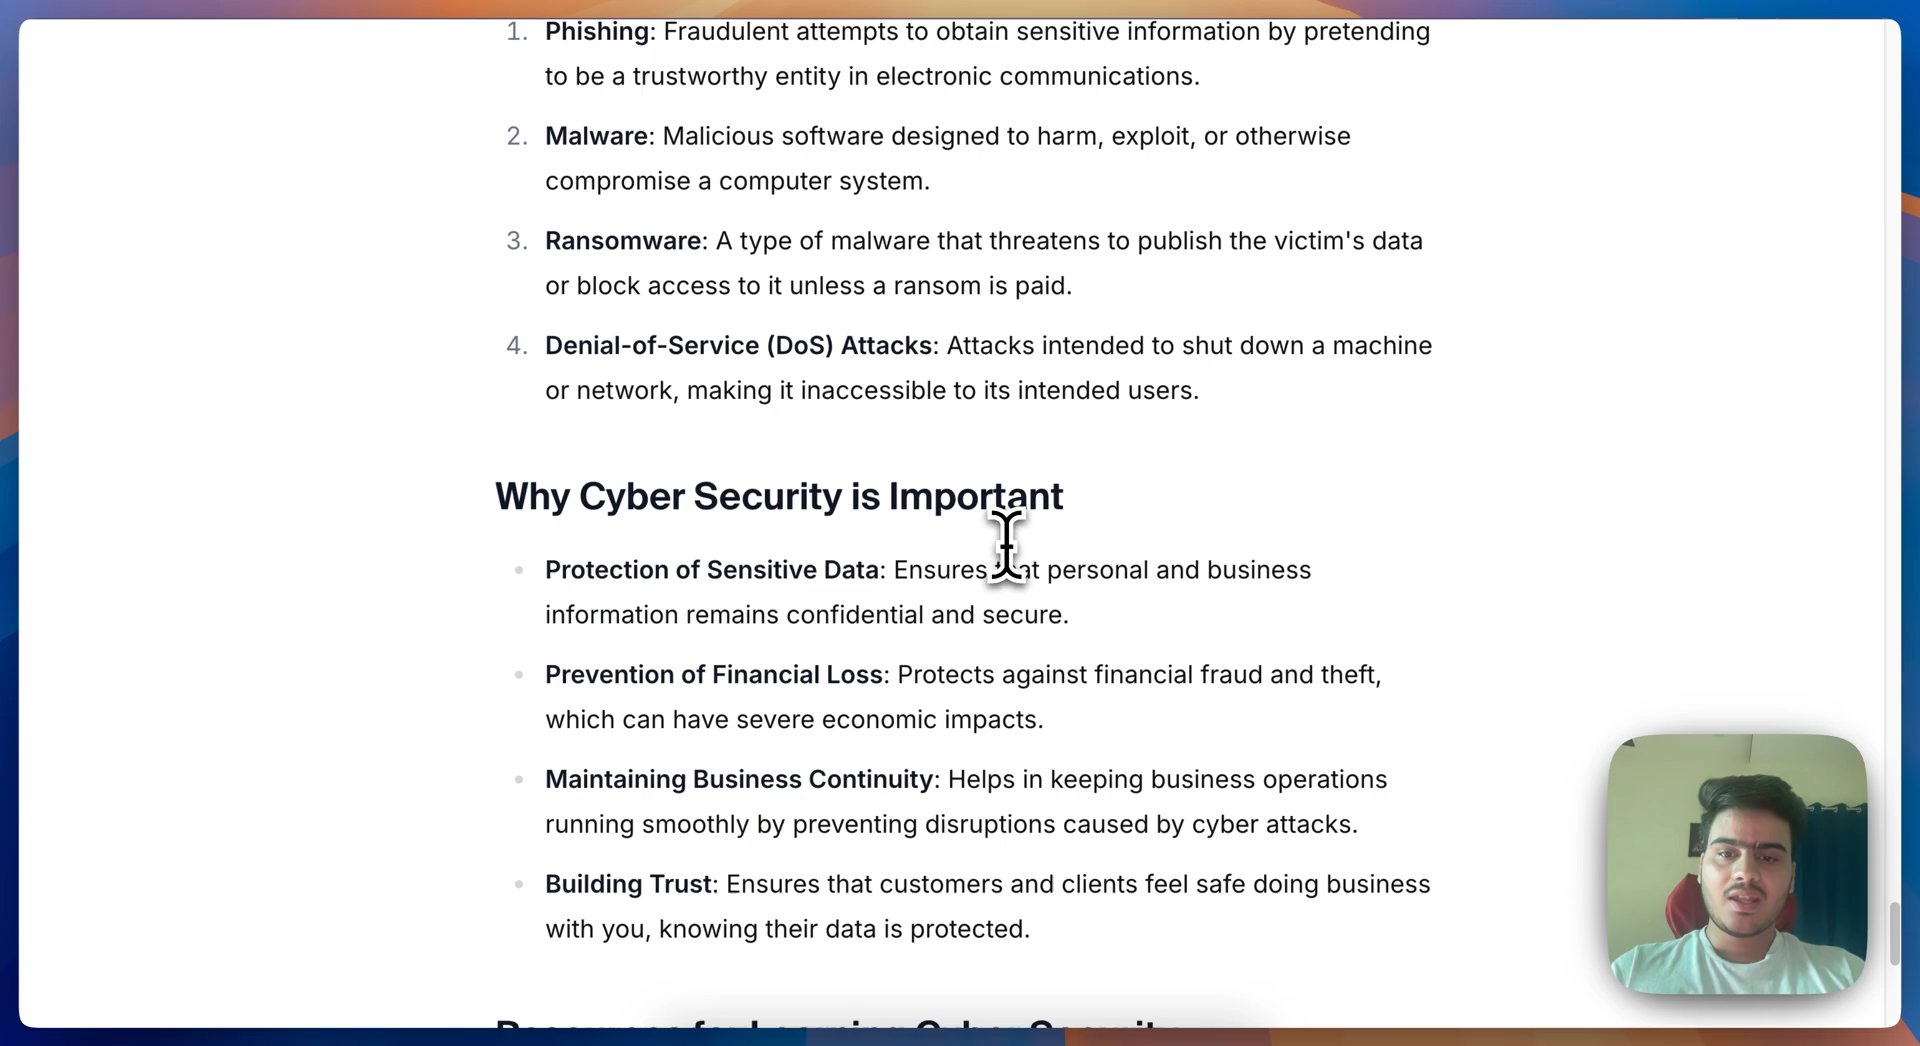 1. Phishing: Fraudulent attempts to obtain sensitive information by pretending
to be a trustworthy entity in electronic communications.
2. Malware: Malicious software designed to harm, exploit, or otherwise
compromise a computer system.
3. Ransomware: A type of malware that threatens to publish the victim's data
or block access to it unless a ransom is paid.
4. Denial-of-Service (DoS) Attacks: Attacks intended to shut down a machine
or network, making it inaccessible to its intended users.
Why Cyber Security is Important
• Protection of Sensitive Data: Ensures that personal and business
information remains confidential and secure.
• Prevention of Financial Loss: Protects against financial fraud and theft,
which can have severe economic impacts.
• Maintaining Business Continuity: Helps in keeping business operations
running smoothly by preventing disruptions caused by cyber attacks.
• Building Trust: Ensures that customers and clients feel safe doing business
with you, knowing their data is protected.
Resources for Learning Cyber Security